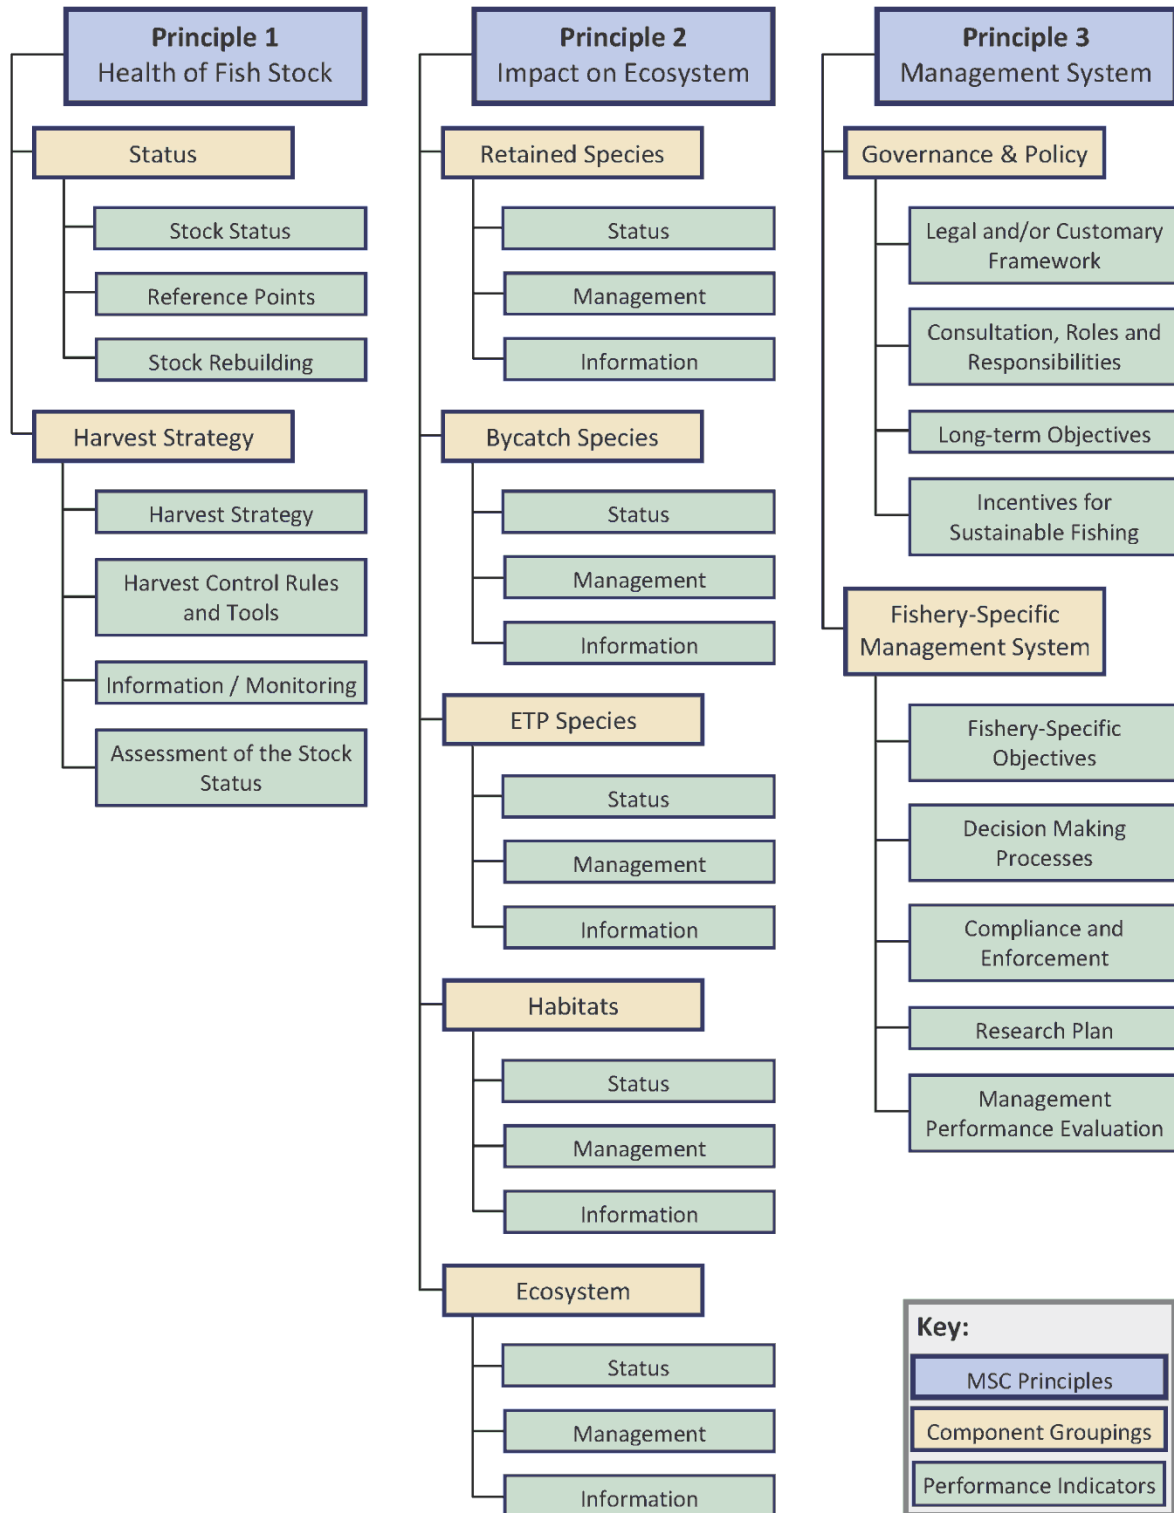 Principle 1
Health of Fish Stock
Status
Stock Status
Reference Points
Stock Rebuilding
Harvest Strategy
Harvest Strategy
Harvest Control Rules
and Tools
Information / Monitoring
Assessment of the Stock
Status
Principle 2
Impact on Ecosystem
Retained Species
Status
Management
Information
Bycatch Species
Status
Management
Information
ETP Species
Status
Management
Information
Habitats
Status
Management
Information
Ecosystem
Status
Management
Information
Principle 3
Management System
Governance & Policy
Legal and/or Customary
Framework
Consultation, Roles and
Responsibilities
Long-term Objectives
Incentives for
Sustainable Fishing
Fishery-Specific
Management System
Fishery-Specific
Objectives
Decision Making
Processes
Compliance and
Enforcement
Research Plan
Management
Performance Evaluation
Key:
MSC Principles
Component Groupings
Performance Indicators